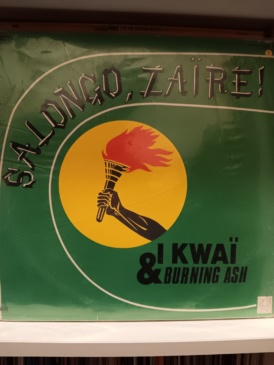 SALONGO, ZAÏRE!
I KWAÏ
& BURNING ASH